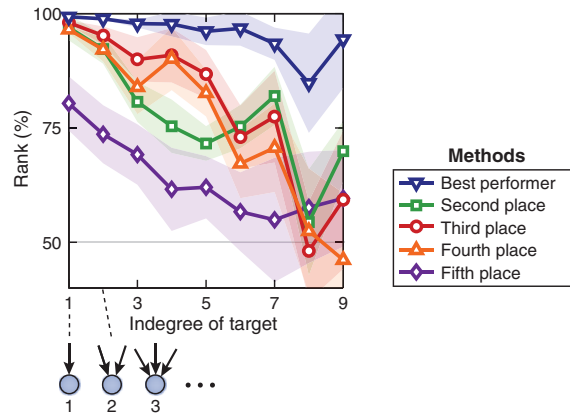 100
75
50
Rank (%)
1 3 5 7 9
Indegree of target
Methods
Best performer
Second place
Third place
Fourth place
Fifth place
1 2 3